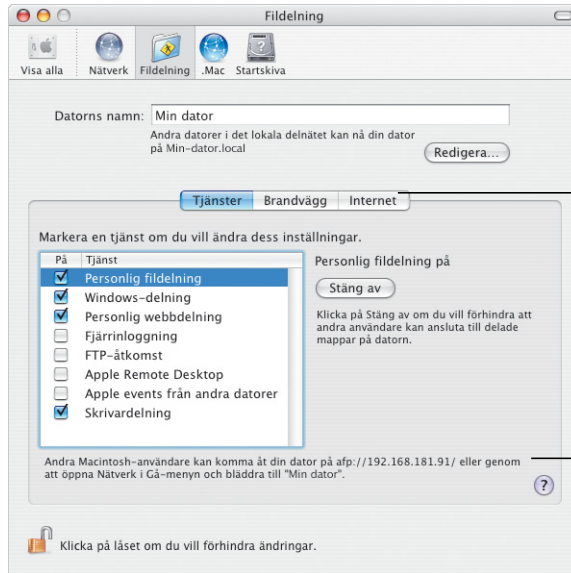 Fildelning
Visa alla
Nätverk
Fildelning
.Mac
Startskiva
Datorns namn: Min dator
Andra datorer i det lokala delnätet kan nå din dator
på Min-dator.local
Redigera...
Tjänster
Brandvägg
Internet
Markera en tjänst om du vill ändra dess inställningar.
På Tjänst
Personlig fildelning
Windows-delning
Personlig webbdelning
Fjärrinloggning
FTP-åtkomst
Apple Remote Desktop
Apple events från andra datorer
Skrivardelning
Personlig fildelning på
Stäng av
Klicka på Stäng av om du vill förhindra att
andra användare kan ansluta till delade
mappar på datorn.
Andra Macintosh-användare kan komma åt din dator på afp://192.168.181.91/ eller genom
att öppna Nätverk i Gå-menyn och bläddra till "Min dator".
?
Klicka på låset om du vill förhindra ändringar.